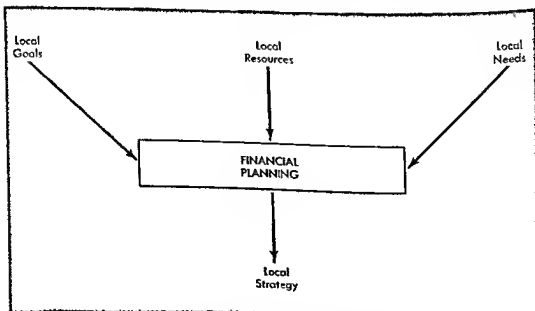 Local
Goals
Local
Resources
Local
Needs
FINANCIAL
PLANNING
Local
Strategy